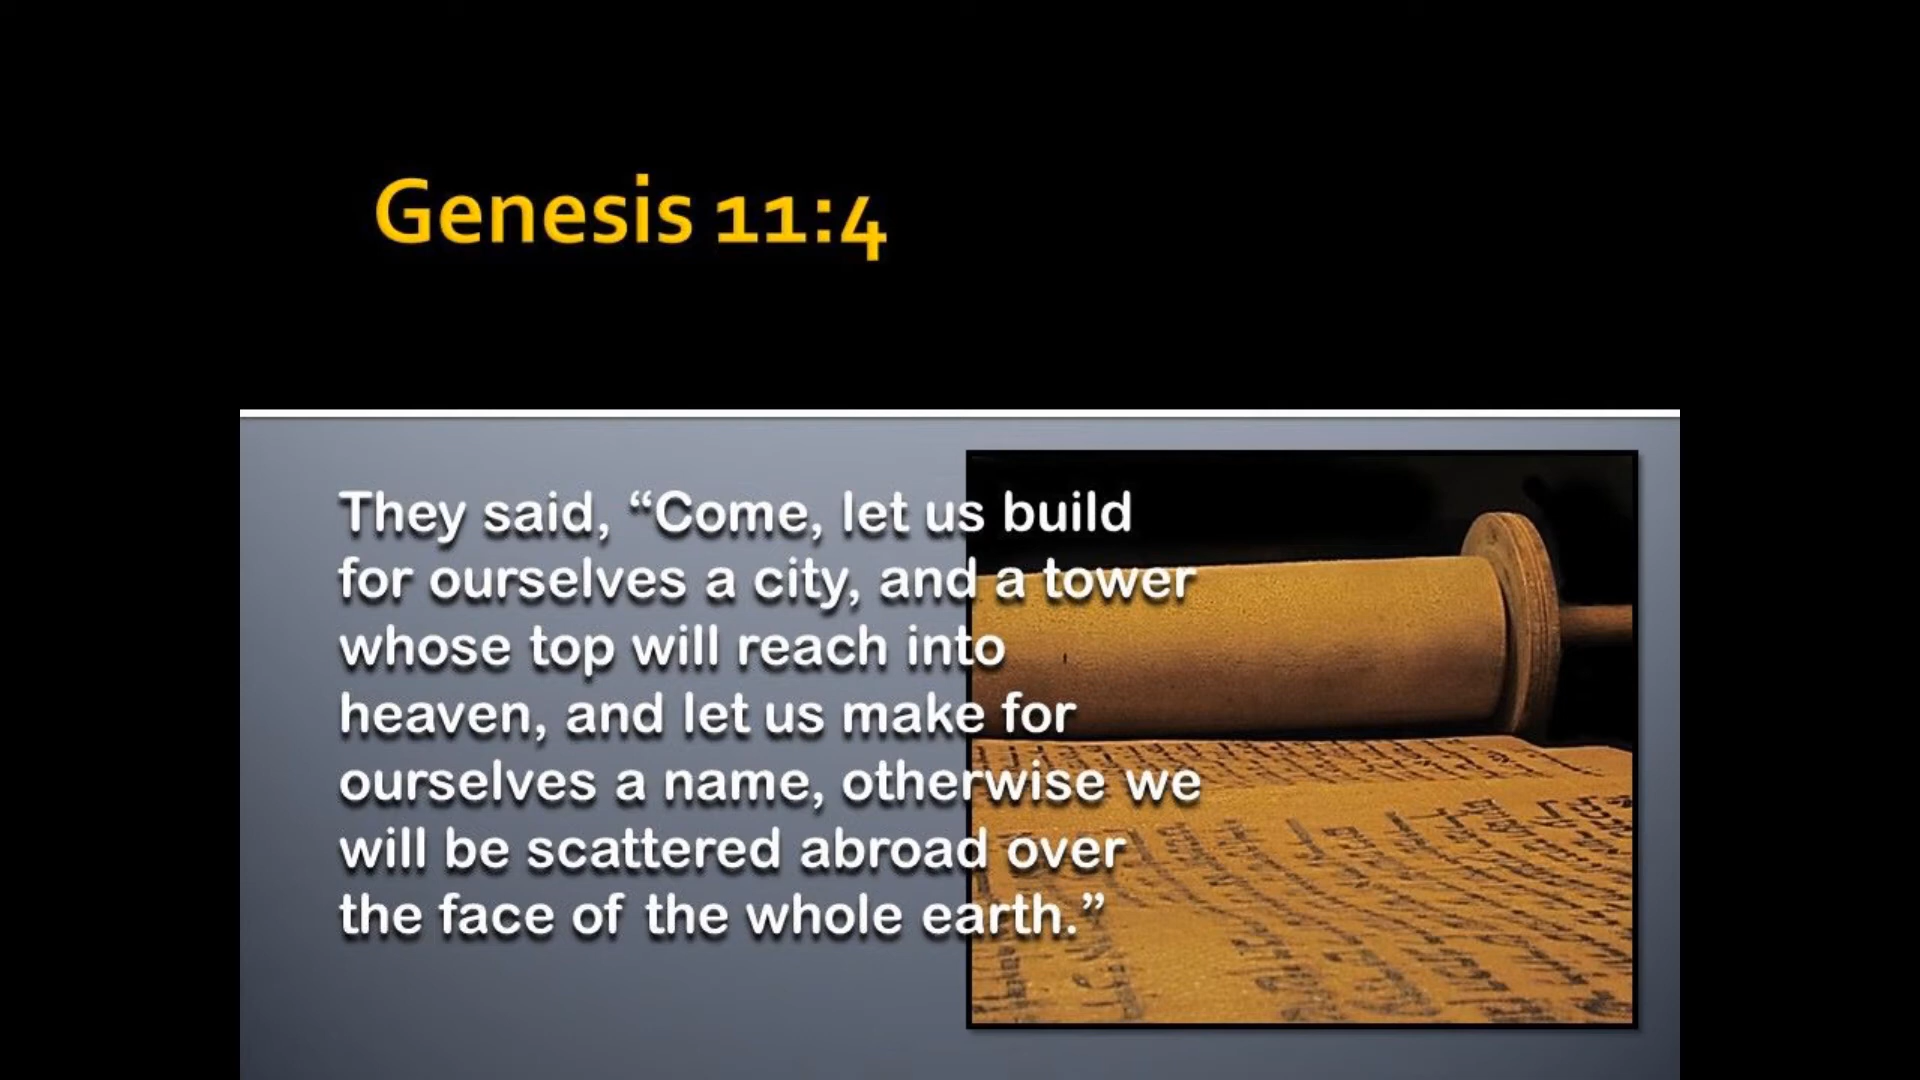 Genesis 11:4
They said, “Come, let us build
for ourselves a city, and a tower
whose top will reach into
heaven, and let us make for
ourselves a name, otherwise we
will be scattered abroad over
the face of the whole earth.”